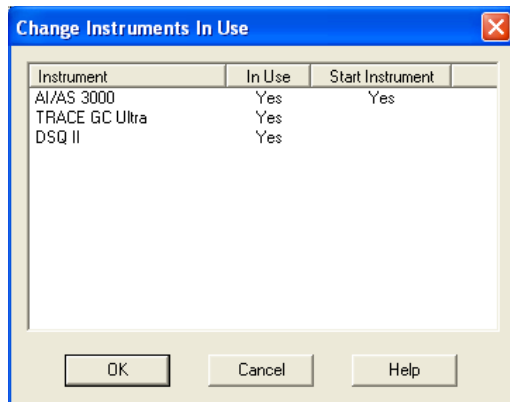 Change Instruments In Use
Instrument In Use Start Instrument
AI/AS 3000 Yes Yes
TRACE GC Ultra Yes
DSQ II Yes
OK Cancel Help